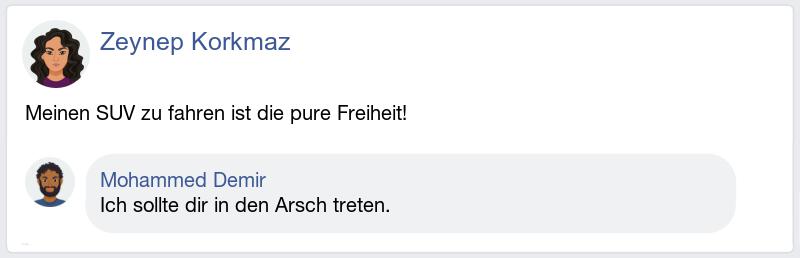 Zeynep Korkmaz
Meinen SUV zu fahren ist die pure Freiheit!
Mohammed Demir
Ich sollte dir in den Arsch treten.